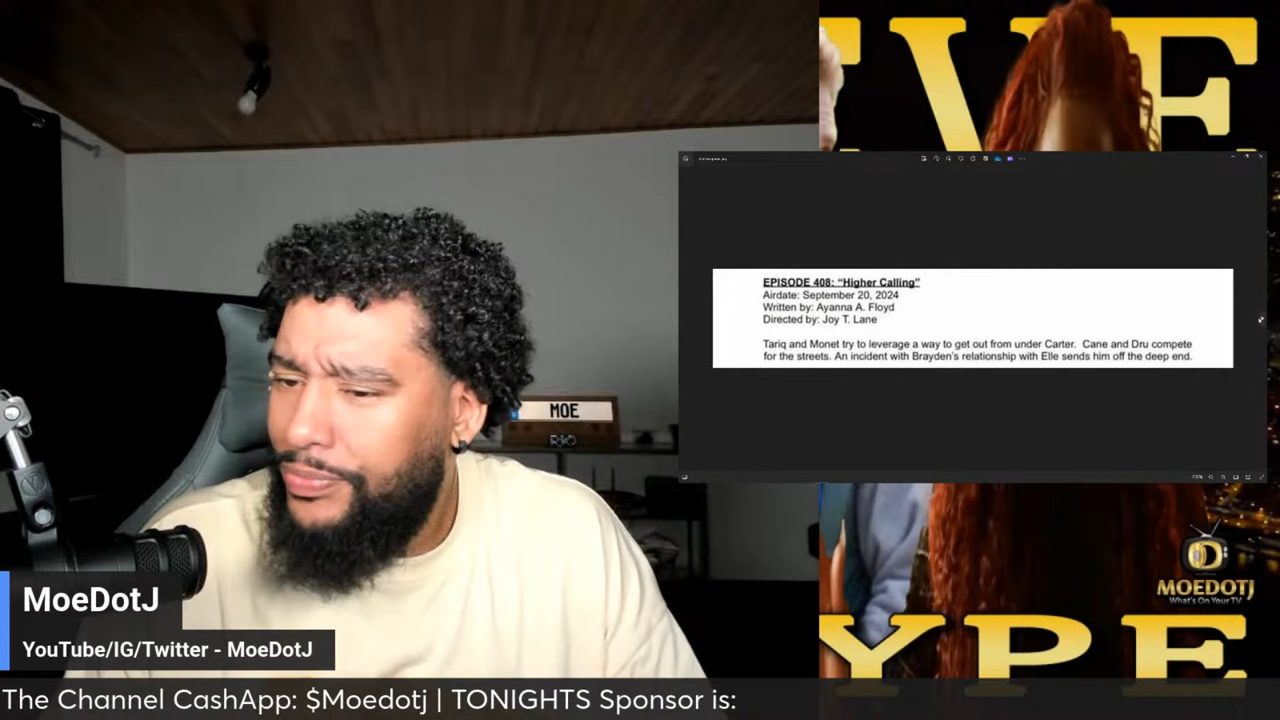 VE
EPISODE 408: “Higher Calling”
Airdate: September 20, 2024
Written by: Ayanna A. Floyd
Directed by: Joy T. Lane
Tariq and Monet try to leverage a way to get out from under Carter. Cane and Dru compete
for the streets. An incident with Brayden’s relationship with Elle sends him off the deep end.
MOE
MOEDOTJ
What's On Your TV
YPE
MoeDotJ
YouTube/IG/Twitter - MoeDotJ
The Channel CashApp: $Moedotj | TONIGHTS Sponsor is: